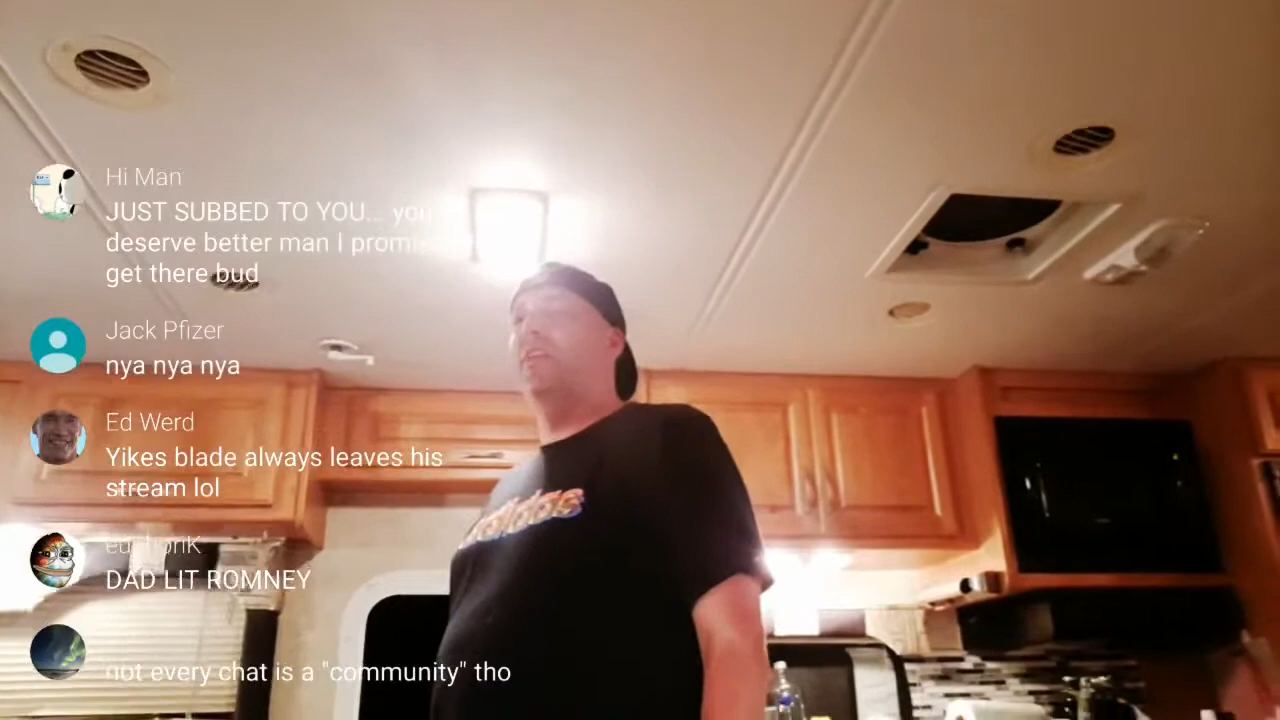 Hi Man
JUST SUBBED TO YOU... you
deserve better man I
get there bud
Jack Pfizer
nya nya nya
Ed Werd
Yikes blade always leaves his
stream lol
DAD LIT ROMNEY
not every chat is a "community" tho
adidas